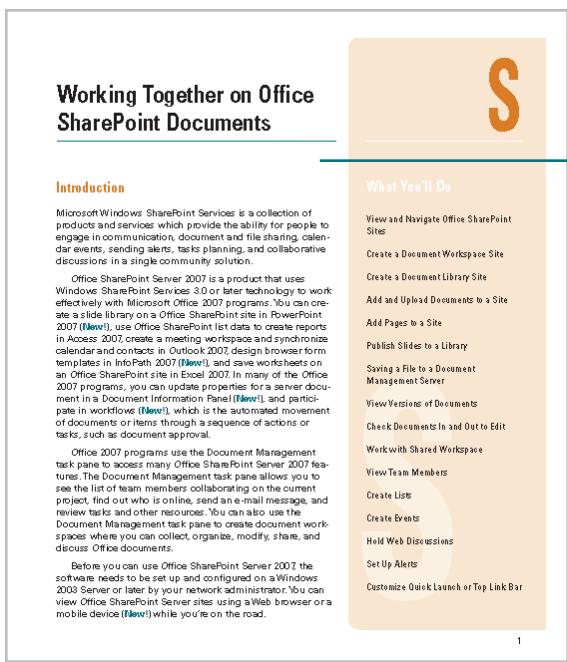 Working Together on Office
SharePoint Documents
S
Introduction
Microsoft Windows SharePoint Services is a collection of
products and services which provide the ability for people to
engage in communication, document and file sharing, calen-
dar events, sending alerts, tasks planning, and collaborative
discussions in a single community solution.
Office SharePoint Server 2007 is a product that uses
Windows SharePoint Services 3.0 or later technology to work
effectively with Microsoft Office 2007 programs. You can cre-
ate a slide library on a Office SharePoint site in PowerPoint
2007 (New!), use Office SharePoint list data to create reports
in Access 2007, create a meeting workspace and synchronize
calendar and contacts in Outlook 2007, design browser form
templates in InfoPath 2007 (New!), and save worksheets on
an Office SharePoint site in Excel 2007. In many of the Office
2007 programs, you can update properties for a server docu-
ment in a Document Information Panel (New!), and partici-
pate in workflows (New!), which is the automated movement
of documents or items through a sequence of actions or
tasks, such as document approval.
Office 2007 programs use the Document Management
task pane to access many Office SharePoint Server 2007 fea-
tures. The Document Management task pane allows you to
see the list of team members collaborating on the current
project, find out who is online, send an e-mail message, and
review tasks and other resources. You can also use the
Document Management task pane to create document work-
spaces where you can collect, organize, modify, share, and
discuss Office documents.
Before you can use Office SharePoint Server 2007, the
software needs to be set up and configured on a Windows
2003 Server or later by your network administrator. You can
view Office SharePoint Server sites using a Web browser or a
mobile device (New!) while you're on the road.
What You'll Do
View and Navigate Office SharePoint
Sites
Create a Document Workspace Site
Create a Document Library Site
Add and Upload Documents to a Site
Add Pages to a Site
Publish Slides to a Library
Saving a File to a Document
Management Server
View Versions of Documents
Check Documents In and Out to Edit
Work with Shared Workspace
View Team Members
Create Lists
Create Events
Hold Web Discussions
Set Up Alerts
Customize Quick Launch or Top Link Bar
S
1